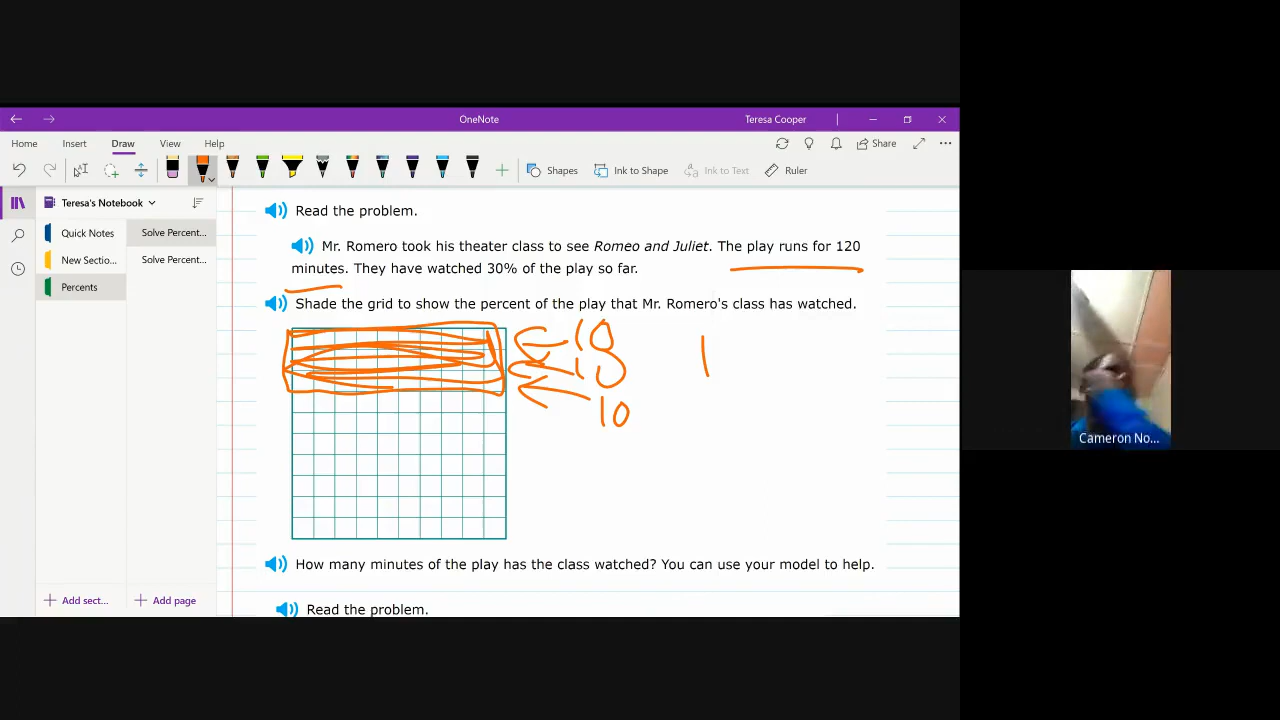 OneNote
Teresa Cooper
Home Insert Draw View Help
Share
Shapes
Ink to Shape
Ink to Text
Ruler
Teresa's Notebook
Quick Notes
New Sectio...
Percents
Solve Percent...
Solve Percent...
Read the problem.
Mr. Romero took his theater class to see Romeo and Juliet. The play runs for 120
minutes. They have watched 30% of the play so far.
Shade the grid to show the percent of the play that Mr. Romero's class has watched.
10
10
10
1
How many minutes of the play has the class watched? You can use your model to help.
Read the problem.
+ Add sect...
+ Add page
Cameron No...